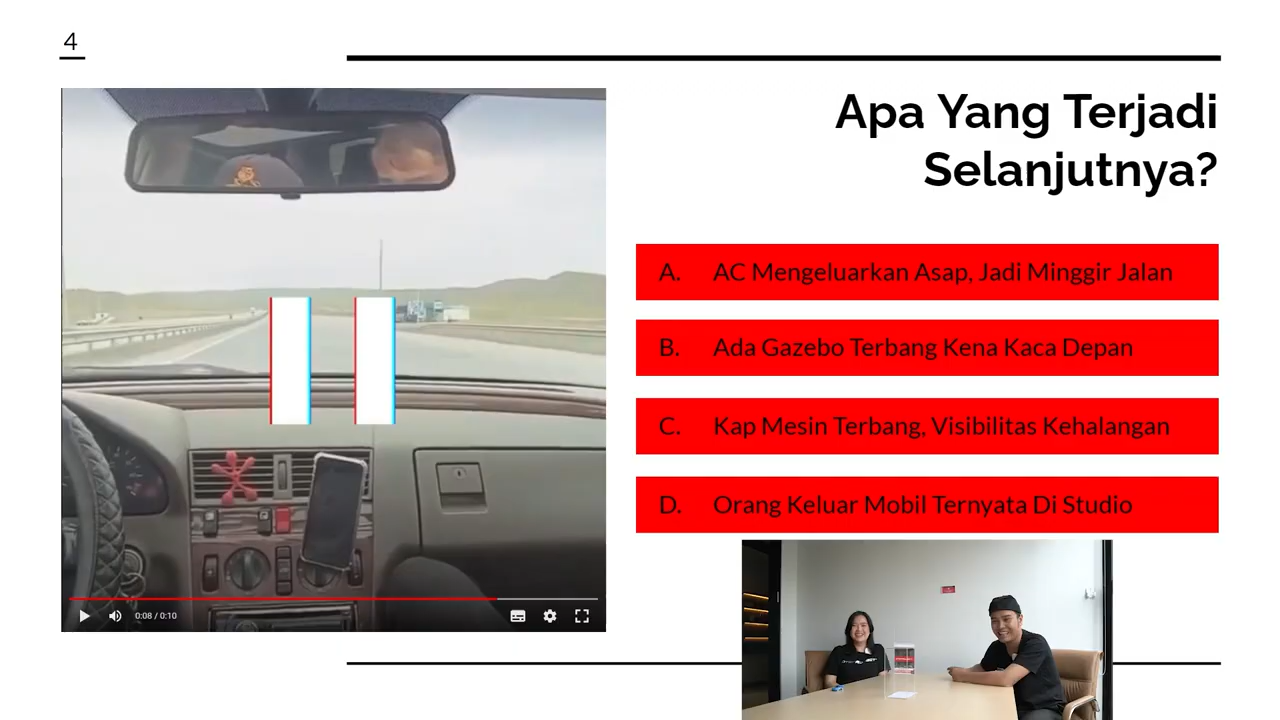 4
Apa Yang Terjadi
Selanjutnya?
A. AC Mengeluarkan Asap, Jadi Minggir Jalan
B. Ada Gazebo Terbang Kena Kaca Depan
C. Kap Mesin Terbang, Visibilitas Kehalangan
D. Orang Keluar Mobil Ternyata Di Studio
0:08 / 0:10